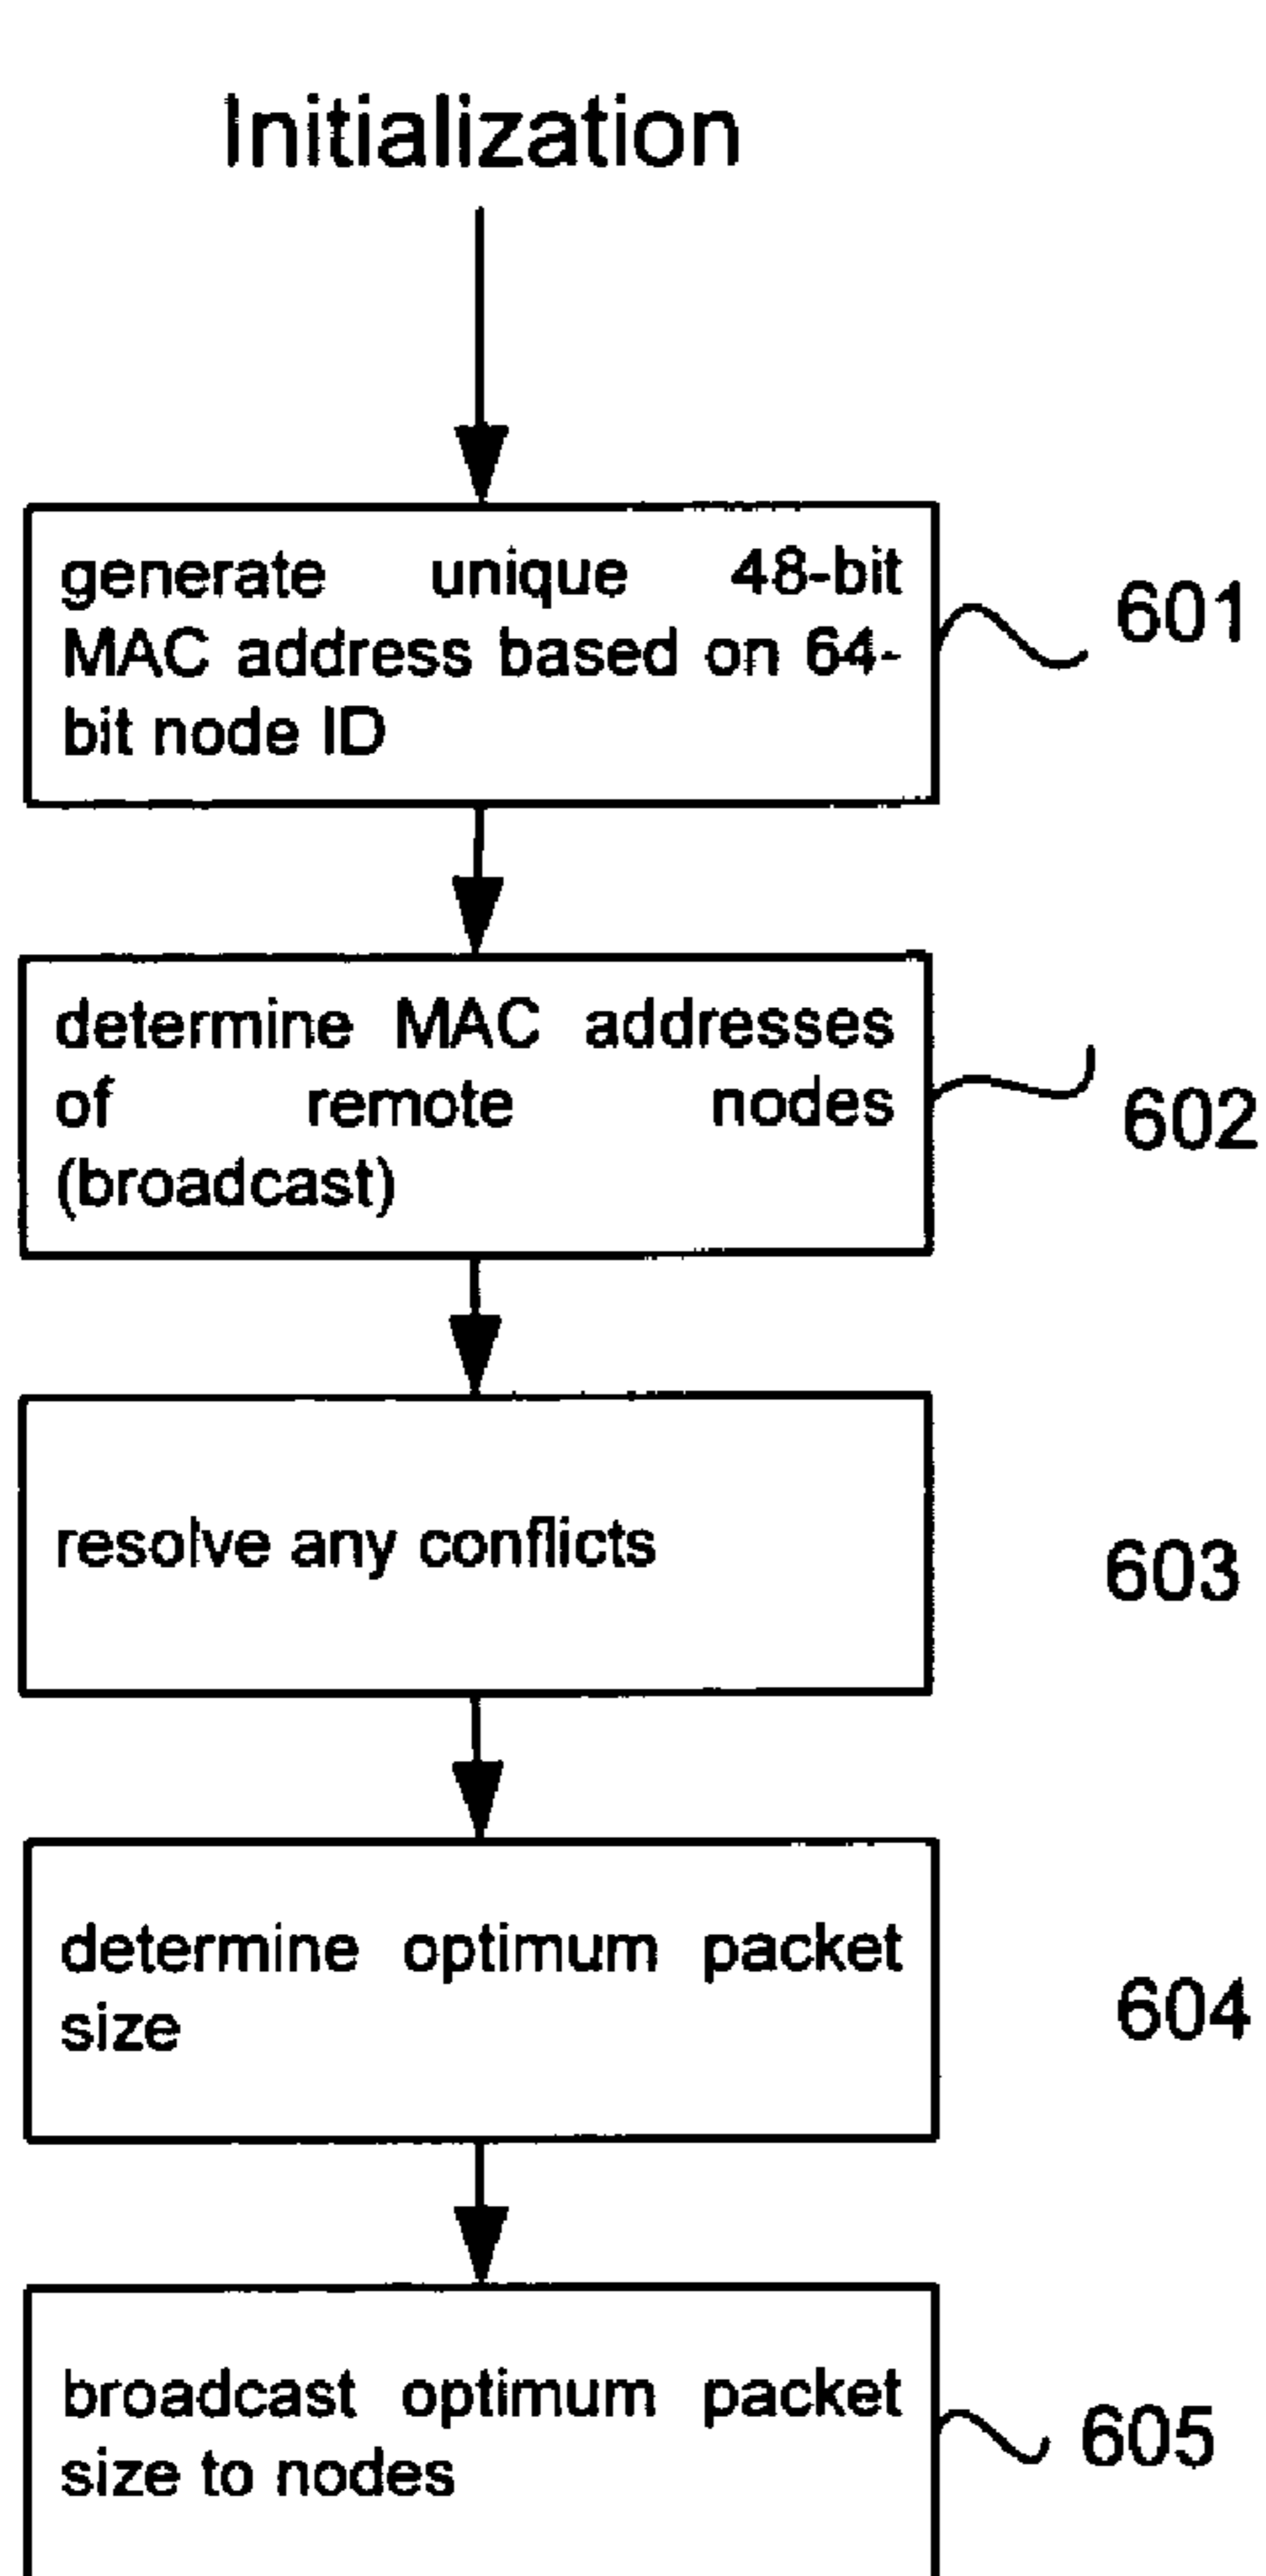 Initialization
generate unique 48-bit
MAC address based on 64-
bit node ID
601
determine MAC addresses
of remote nodes
(broadcast)
602
resolve any conflicts
603
determine optimum packet
size
604
broadcast optimum packet
size to nodes
605